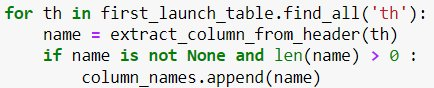 for th in first_launch_table.find_all('th'):
    name = extract_column_from_header(th)
    if name is not None and len(name) > 0 :
        column_names.append(name)